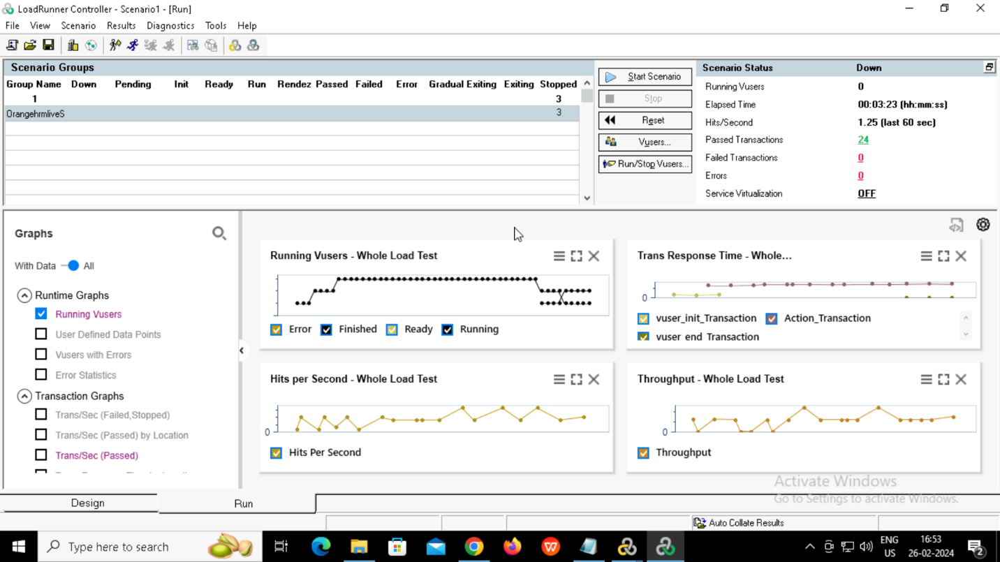 LoadRunner Controller - Scenario1 - [Run]
File View Scenario Results Diagnostics Tools Help
Scenario Groups
Group Name Down Pending Init Ready Run Rendez Passed Failed Error Gradual Exiting Exiting Stopped
1 3
OrangehrmliveS 3
Start Scenario
Stop
Reset
Vusers...
Run/Stop Vusers...
Scenario Status Down
Running Vusers 0
Elapsed Time 00:03:23 (hh:mm:ss)
Hits/Second 1.25 (last 60 sec)
Passed Transactions 24
Failed Transactions 0
Errors 0
Service Virtualization OFF
Graphs
With Data All
Runtime Graphs
Running Vusers
User Defined Data Points
Vusers with Errors
Error Statistics
Transaction Graphs
Trans/Sec (Failed,Stopped)
Trans/Sec (Passed) by Location
Trans/Sec (Passed)
Running Vusers - Whole Load Test
Error Finished Ready Running
Trans Response Time - Whole...
0
vuser_init_Transaction Action_Transaction
vuser_end_Transaction
Hits per Second - Whole Load Test
0
Hits Per Second
Throughput - Whole Load Test
0
Throughput
Activate Windows
Go to Settings to activate Windows.
Design Run
Auto Collate Results
Type here to search
ENG
US
16:53
26-02-2024
2